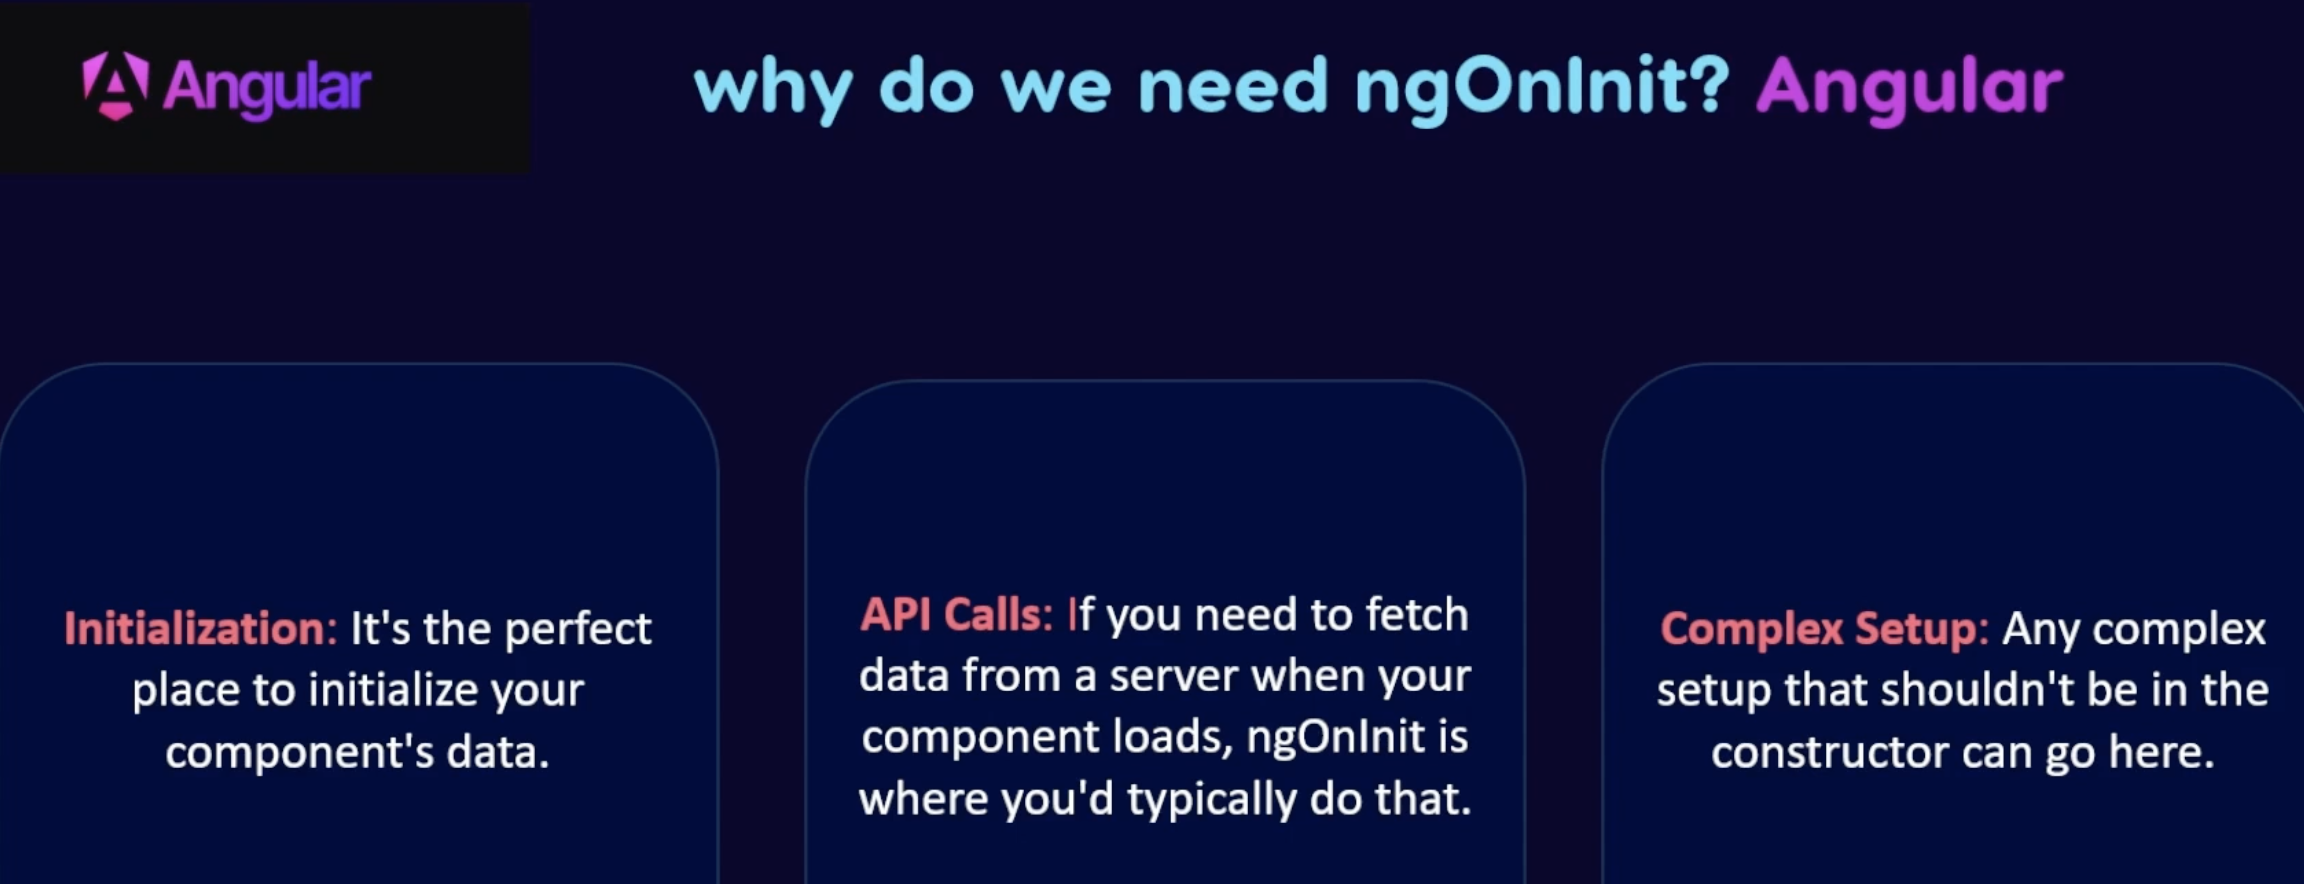 Angular
why do we need ngOnInit? Angular
Initialization: It's the perfect
place to initialize your
component's data.
API Calls: If you need to fetch
data from a server when your
component loads, ngOnInit is
where you'd typically do that.
Complex Setup: Any complex
setup that shouldn't be in the
constructor can go here.